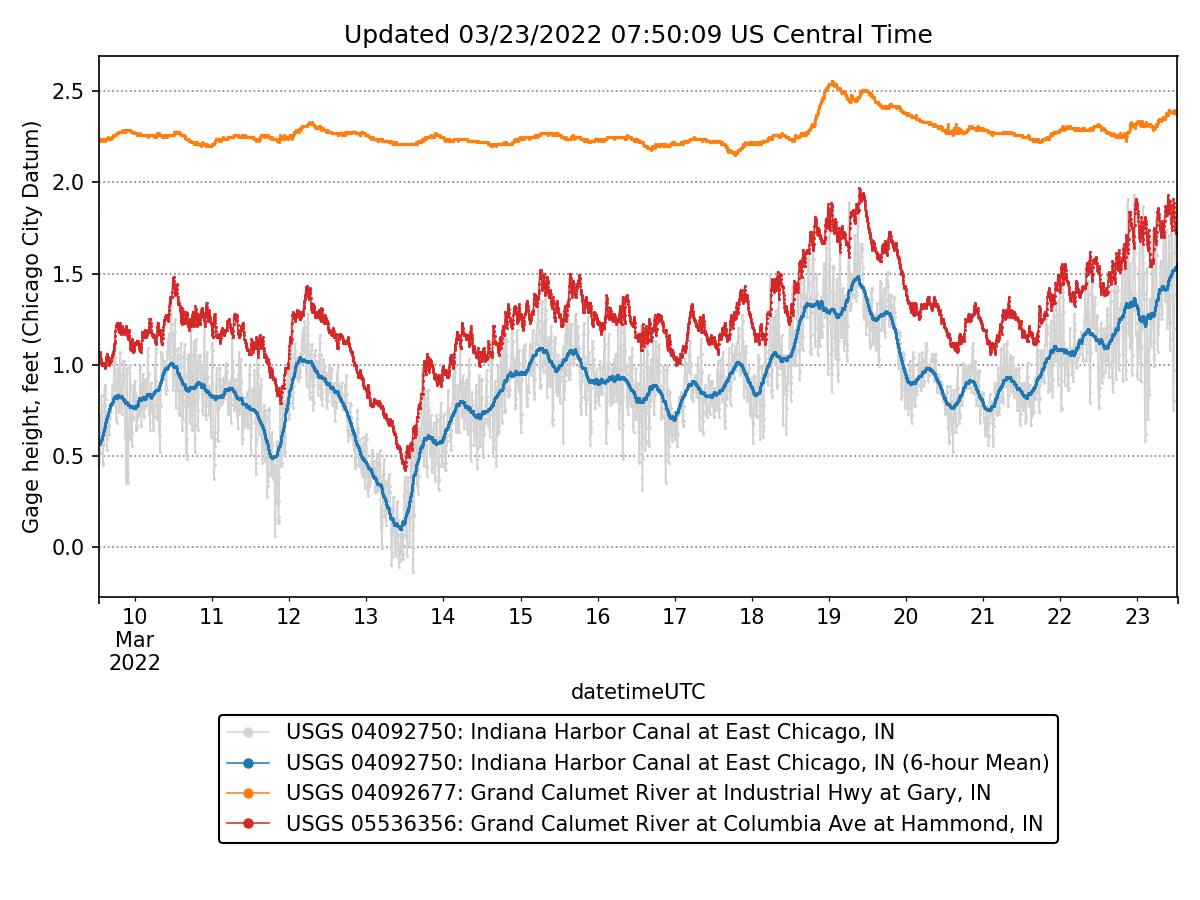 Updated 03/23/2022 07:50:09 US Central Time
Gage height, feet (Chicago City Datum)
2.5
2.0
1.5
1.0
0.5
0.0
10 11 12 13 14 15 16 17 18 19 20 21 22 23
Mar
2022
datetimeUTC
USGS 04092750: Indiana Harbor Canal at East Chicago, IN
USGS 04092750: Indiana Harbor Canal at East Chicago, IN (6-hour Mean)
USGS 04092677: Grand Calumet River at Industrial Hwy at Gary, IN
USGS 05536356: Grand Calumet River at Columbia Ave at Hammond, IN